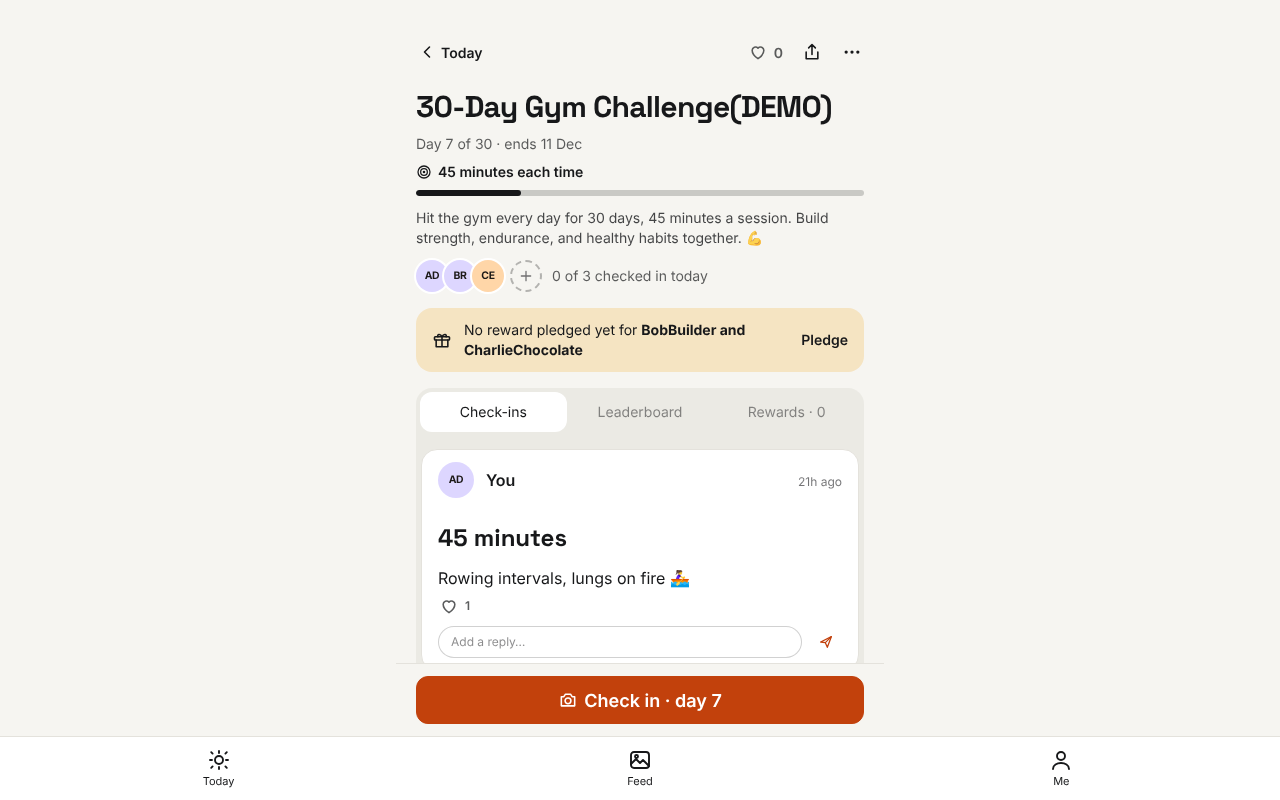 Today
0
30-Day Gym Challenge(DEMO)
Day 7 of 30 · ends 11 Dec
45 minutes each time
Hit the gym every day for 30 days, 45 minutes a session. Build
strength, endurance, and healthy habits together. 💪
AD BR CE
0 of 3 checked in today
No reward pledged yet for BobBuilder and
CharlieChocolate
Pledge
Check-ins
Leaderboard
Rewards · 0
AD
You
21h ago
45 minutes
Rowing intervals, lungs on fire 🚣🏻‍♀️
1
Add a reply...
Check in · day 7
Today
Feed
Me